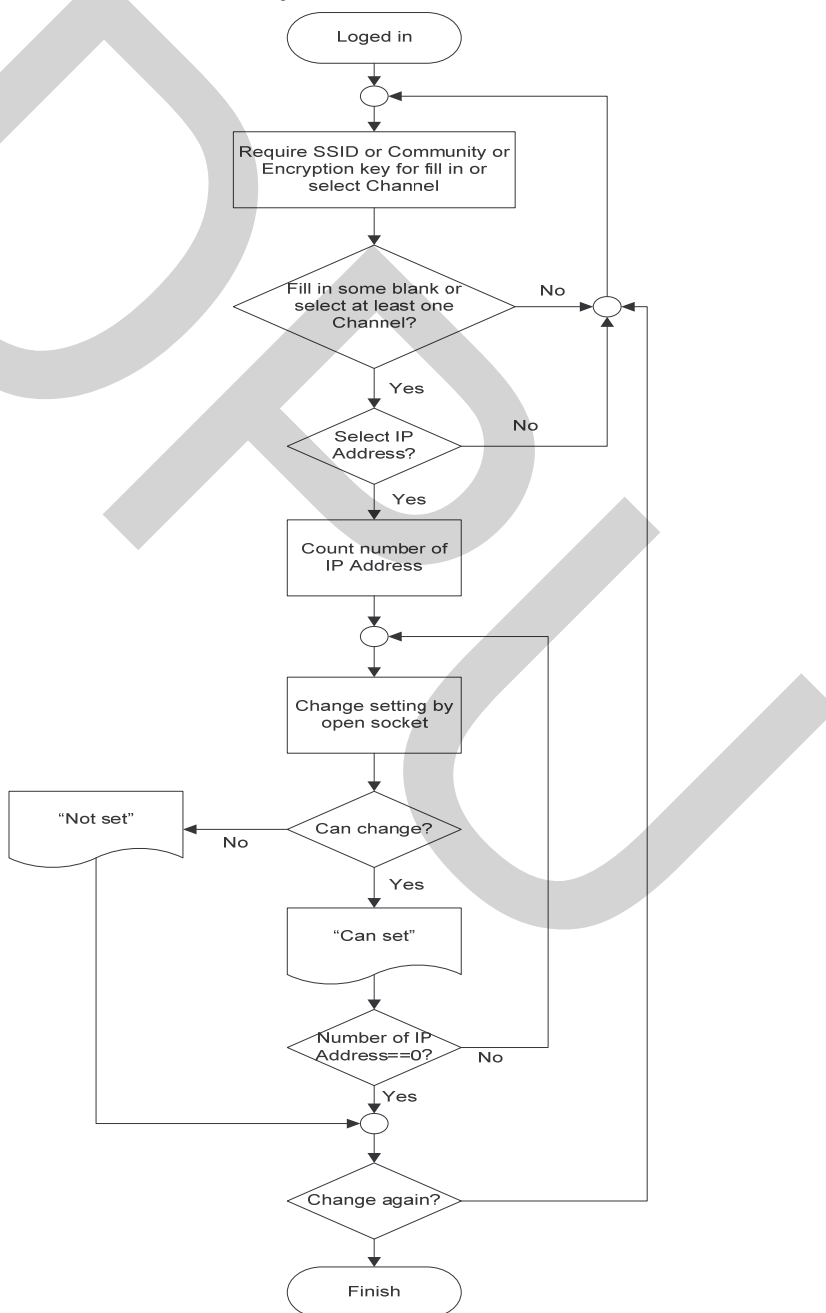 Loged in
Require SSID or Community or
Encryption key for fill in or
select Channel
Fill in some blank or
select at least one
Channel?
No
Yes
Select IP
Address?
No
Yes
Count number of
IP Address
Change setting by
open socket
Can change?
No
“Not set”
Yes
“Can set”
Number of IP
Address==0?
No
Yes
Change again?
Finish
DPU